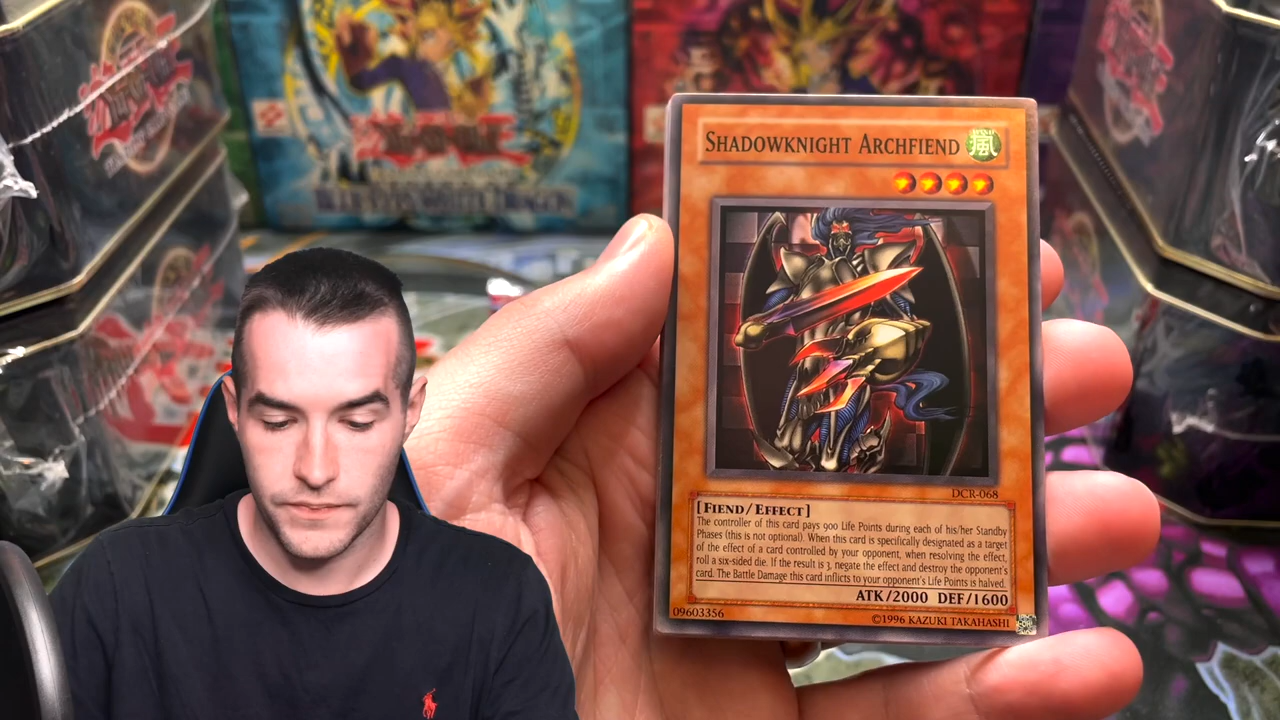 SHADOWKNIGHT ARCHFIEND
WIND
風
DCR-068
[FIEND/EFFECT]
The controller of this card pays 900 Life Points during each of his/her Standby
Phases (this is not optional). When this card is specifically designated as a target
of the effect of a card controlled by your opponent, when resolving the effect,
roll a six-sided die. If the result is 3, negate the effect and destroy the opponent's
card. The Battle Damage this card inflicts to your opponent's Life Points is halved.
ATK/2000 DEF/1600
09603356
©1996 KAZUKI TAKAHASHI